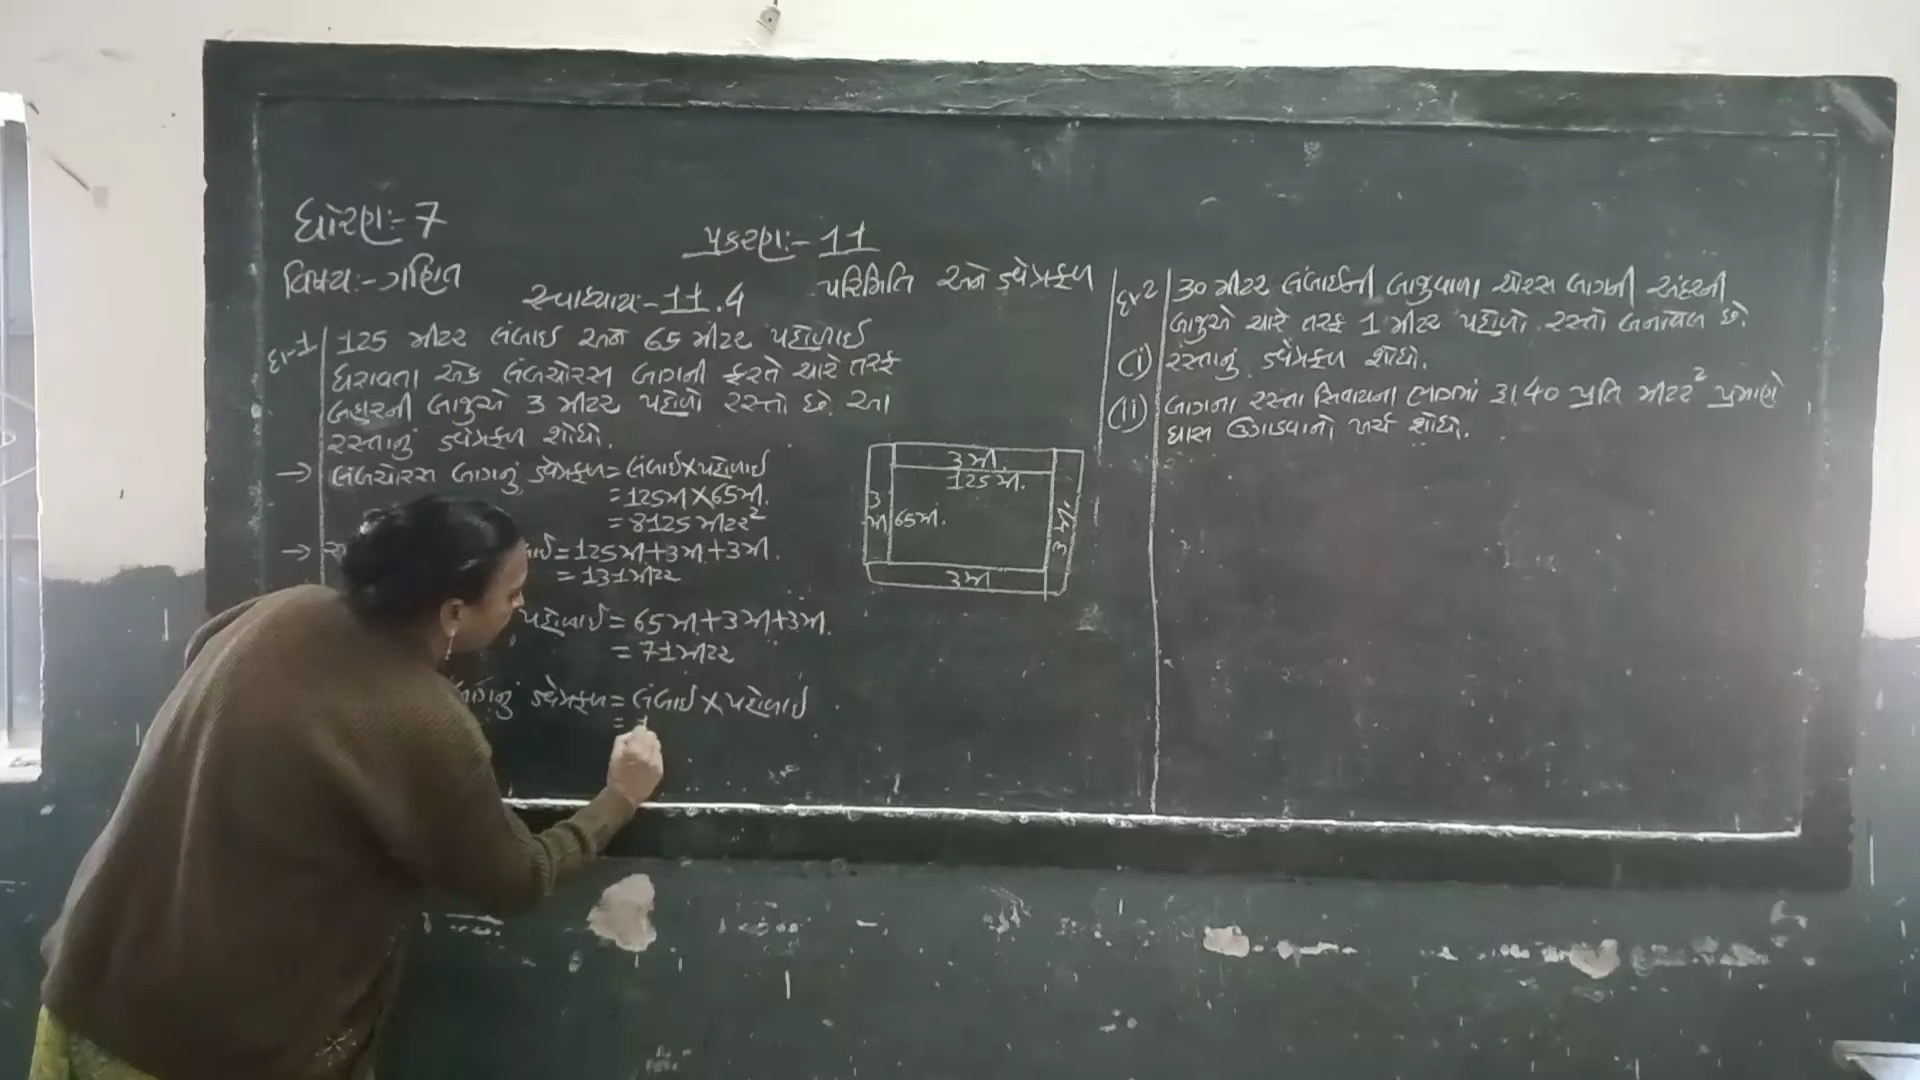 ધોરણ:- 7
પ્રકરણ:- 11
વિષય:- ગણિત
પરિમિતિ અને ક્ષેત્રફળ
સ્વાધ્યાય:- 11.4
દા-1 125 મીટર લંબાઈ અને 65 મીટર પહોળાઈ
ધરાવતા એક લંબચોરસ બાગની ફરતે ચારે તરફ
બહારની બાજુએ 3 મીટર પહોળો રસ્તો છે. આ
રસ્તાનું ક્ષેત્રફળ શોધો.
→ લંબચોરસ બાગનું ક્ષેત્રફળ = લંબાઈ X પહોળાઈ
= 125મી X 65મી.
= 8125 મીટર²
→ = 125મી + 3મી + 3મી.
= 131 મીટર
પહોળાઈ = 65મી. + 3મી + 3મી.
= 71 મીટર
બાગનું ક્ષેત્રફળ = લંબાઈ X પહોળાઈ
=
3મી.
125મી.
3
મી
65મી.
3મી
3મી
દા-2 30 મીટર લંબાઈની બાજુવાળા ચોરસ બાગની અંદરની
બાજુએ ચારે તરફ 1 મીટર પહોળો રસ્તો બનાવેલ છે.
(i) રસ્તાનું ક્ષેત્રફળ શોધો.
(ii) બાગના રસ્તા સિવાયના ભાગમાં રૂા. 40 પ્રતિ મીટર² પ્રમાણે
ઘાસ ઉગાડવાનો ખર્ચ શોધો.